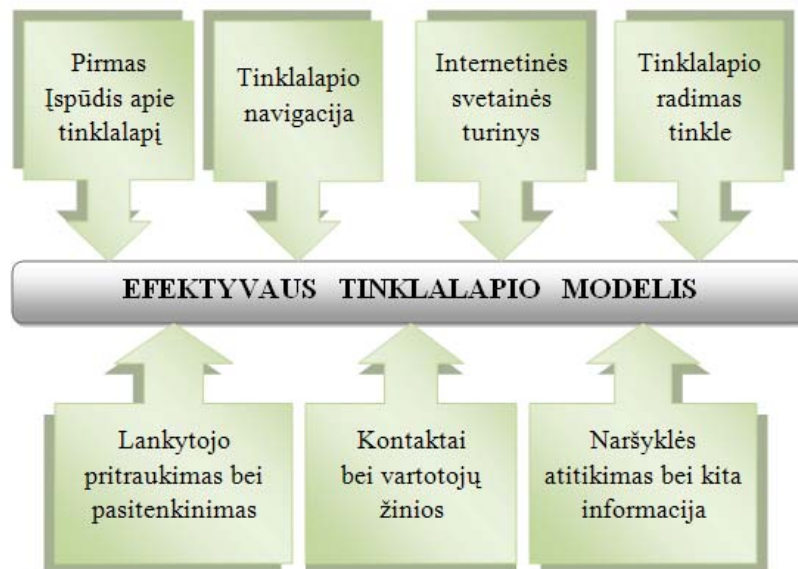 Pirmas
Įspūdis apie
tinklalapį
Tinklalapio
navigacija
Internetinės
svetainės
turinys
Tinklalapio
radimas
tinkle
EFEKTYVAUS TINKLALAPIO MODELIS
Lankytojo
pritraukimas bei
pasitenkinimas
Kontaktai
bei vartotojų
žinios
Naršyklės
atitikimas bei kita
informacija